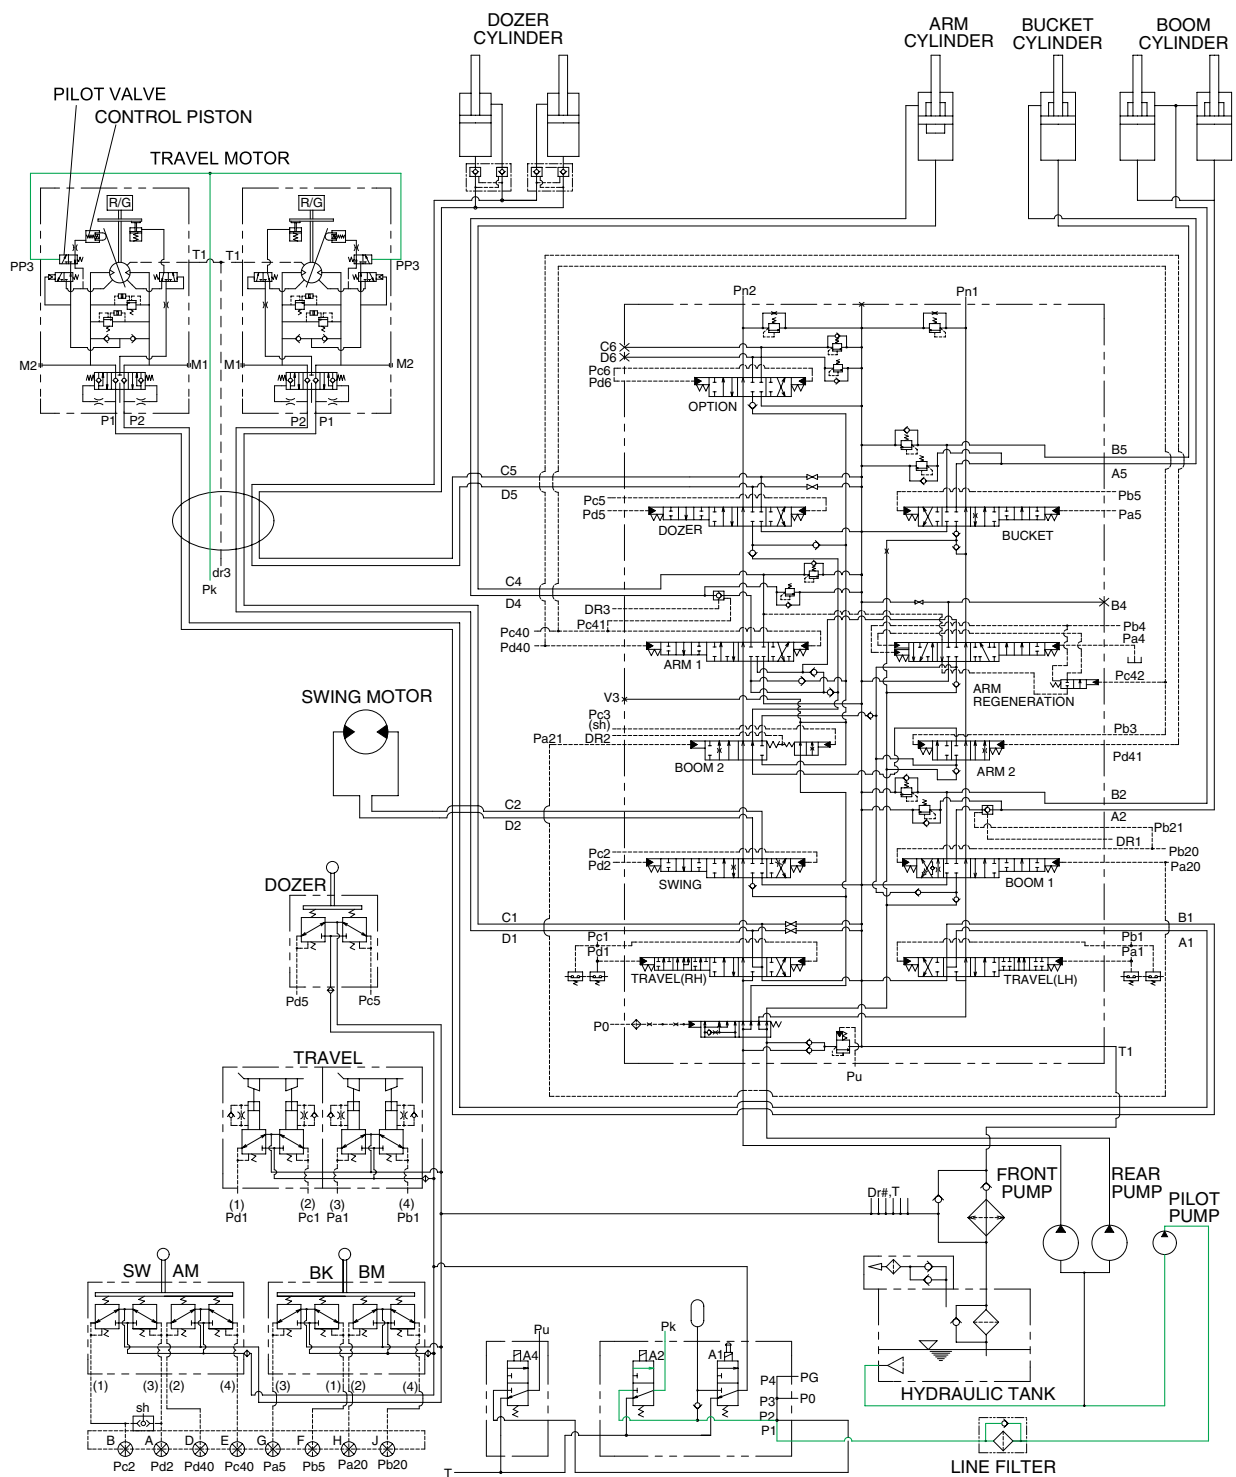 DOZER
CYLINDER
ARM
CYLINDER
BUCKET
CYLINDER
BOOM
CYLINDER
PILOT VALVE
CONTROL PISTON
TRAVEL MOTOR
R/G
R/G
T1
T1
PP3
PP3
M2
M1
M1
M2
P1
P2
P2
P1
Pn2
Pn1
C6
D6
Pc6
Pd6
OPTION
B5
A5
C5
D5
Pc5
Pd5
DOZER
Pb5
Pa5
BUCKET
dr3
Pk
C4
D4
DR3
Pc41
Pc40
Pd40
ARM 1
B4
Pb4
Pa4
Pc42
ARM
REGENERATION
SWING MOTOR
V3
Pc3
(sh)
DR2
Pa21
BOOM 2
Pb3
Pd41
ARM 2
C2
D2
B2
A2
Pb21
DR1
Pc2
Pd2
SWING
Pb20
Pa20
BOOM 1
DOZER
Pd5
Pc5
C1
D1
B1
A1
Pc1
Pd1
TRAVEL(RH)
Pb1
Pa1
TRAVEL(LH)
P0
Pu
T1
TRAVEL
(1)
(2)
(3)
(4)
Pd1
Pc1
Pa1
Pb1
Dr#,T
FRONT
PUMP
REAR
PUMP
PILOT
PUMP
SW
AM
BK
BM
(1)
(3)
(2)
(4)
(3)
(1)
(2)
(4)
sh
B
A
D
E
G
F
H
J
Pc2
Pd2
Pd40
Pc40
Pa5
Pb5
Pa20
Pb20
Pu
A4
Pk
A2
A1
P4
PG
P3
P0
P2
P1
T
HYDRAULIC TANK
LINE FILTER